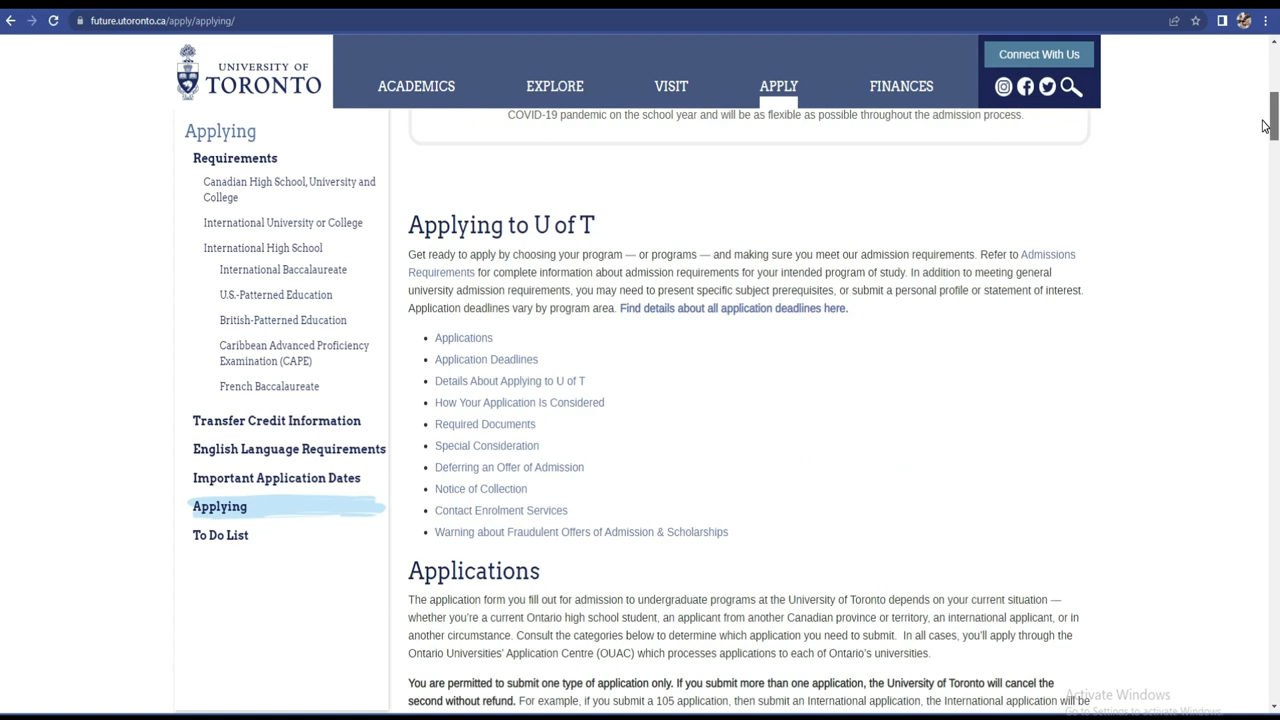 future.utoronto.ca/apply/applying/
UNIVERSITY OF
TORONTO
ACADEMICS
EXPLORE
VISIT
APPLY
FINANCES
Connect With Us
Applying
Requirements
Canadian High School, University and
College
International University or College
International High School
International Baccalaureate
U.S.-Patterned Education
British-Patterned Education
Caribbean Advanced Proficiency
Examination (CAPE)
French Baccalaureate
Transfer Credit Information
English Language Requirements
Important Application Dates
Applying
To Do List
COVID-19 pandemic on the school year and will be as flexible as possible throughout the admission process.
Applying to U of T
Get ready to apply by choosing your program — or programs — and making sure you meet our admission requirements. Refer to Admissions
Requirements for complete information about admission requirements for your intended program of study. In addition to meeting general
university admission requirements, you may need to present specific subject prerequisites, or submit a personal profile or statement of interest.
Application deadlines vary by program area. Find details about all application deadlines here.
• Applications
• Application Deadlines
• Details About Applying to U of T
• How Your Application Is Considered
• Required Documents
• Special Consideration
• Deferring an Offer of Admission
• Notice of Collection
• Contact Enrolment Services
• Warning about Fraudulent Offers of Admission & Scholarships
Applications
The application form you fill out for admission to undergraduate programs at the University of Toronto depends on your current situation —
whether you're a current Ontario high school student, an applicant from another Canadian province or territory, an international applicant, or in
another circumstance. Consult the categories below to determine which application you need to submit. In all cases, you'll apply through the
Ontario Universities' Application Centre (OUAC) which processes applications to each of Ontario's universities.
You are permitted to submit one type of application only. If you submit more than one application, the University of Toronto will cancel the
second without refund. For example, if you submit a 105 application, then submit an International application, the International application will be
Activate Windows
Go to Settings to activate Windows.